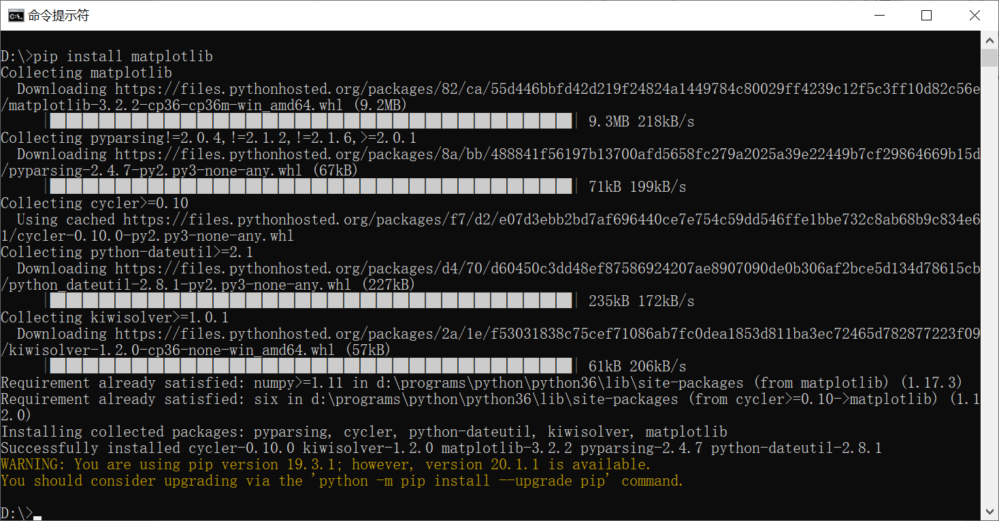 命令提示符
D:\>pip install matplotlib
Collecting matplotlib
  Downloading https://files.pythonhosted.org/packages/82/ca/55d446bbfd42d219f24824a1449784c80029ff4239c12f5c3ff10d82c56e
/matplotlib-3.2.2-cp36-cp36m-win_amd64.whl (9.2MB)
9.3MB 218kB/s
Collecting pyparsing!=2.0.4,!=2.1.2,!=2.1.6,>=2.0.1
  Downloading https://files.pythonhosted.org/packages/8a/bb/488841f56197b13700afd5658fc279a2025a39e22449b7cf29864669b15d
/pyparsing-2.4.7-py2.py3-none-any.whl (67kB)
71kB 199kB/s
Collecting cycler>=0.10
  Using cached https://files.pythonhosted.org/packages/f7/d2/e07d3ebb2bd7af696440ce7e754c59dd546ffe1bbe732c8ab68b9c834e6
1/cycler-0.10.0-py2.py3-none-any.whl
Collecting python-dateutil>=2.1
  Downloading https://files.pythonhosted.org/packages/d4/70/d60450c3dd48ef87586924207ae8907090de0b306af2bce5d134d78615cb
/python_dateutil-2.8.1-py2.py3-none-any.whl (227kB)
235kB 172kB/s
Collecting kiwisolver>=1.0.1
  Downloading https://files.pythonhosted.org/packages/2a/1e/f53031838c75cef71086ab7fc0dea1853d811ba3ec72465d782877223f09
/kiwisolver-1.2.0-cp36-none-win_amd64.whl (57kB)
61kB 206kB/s
Requirement already satisfied: numpy>=1.11 in d:\programs\python\python36\lib\site-packages (from matplotlib) (1.17.3)
Requirement already satisfied: six in d:\programs\python\python36\lib\site-packages (from cycler>=0.10->matplotlib) (1.1
2.0)
Installing collected packages: pyparsing, cycler, python-dateutil, kiwisolver, matplotlib
Successfully installed cycler-0.10.0 kiwisolver-1.2.0 matplotlib-3.2.2 pyparsing-2.4.7 python-dateutil-2.8.1
WARNING: You are using pip version 19.3.1; however, version 20.1.1 is available.
You should consider upgrading via the 'python -m pip install --upgrade pip' command.
D:\>